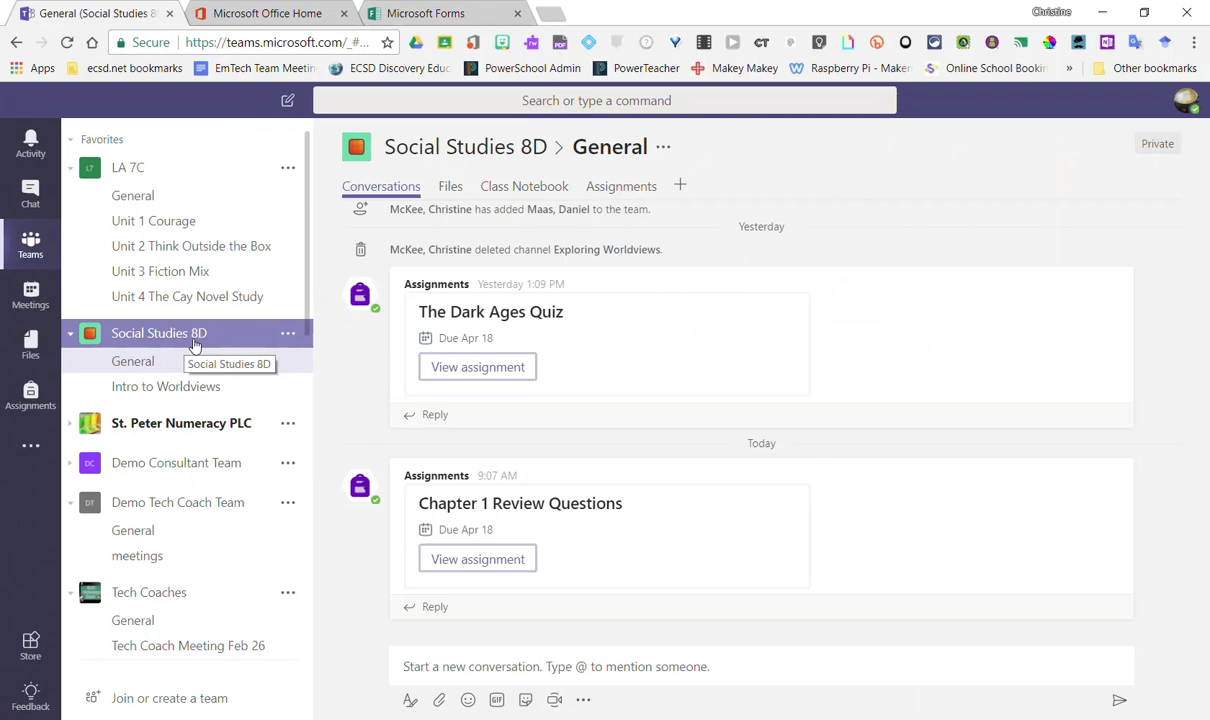 General (Social Studies 8
Microsoft Office Home
Microsoft Forms
Christine
Secure
https://teams.microsoft.com/_#...
Apps
ecsd.net bookmarks
EmTech Team Meetin
ECSD Discovery Educ
PowerSchool Admin
PowerTeacher
Makey Makey
Raspberry Pi - Maker
Online School Bookin
»
Other bookmarks
Search or type a command
Activity
Chat
Teams
Meetings
Files
Assignments
Store
Feedback
Favorites
LA 7C
General
Unit 1 Courage
Unit 2 Think Outside the Box
Unit 3 Fiction Mix
Unit 4 The Cay Novel Study
Social Studies 8D
General
Social Studies 8D
Intro to Worldviews
St. Peter Numeracy PLC
DC
Demo Consultant Team
DT
Demo Tech Coach Team
General
meetings
Tech Coaches
General
Tech Coach Meeting Feb 26
Join or create a team
Social Studies 8D > General ...
Private
Conversations
Files
Class Notebook
Assignments
+
McKee, Christine has added Maas, Daniel to the team.
Yesterday
McKee, Christine deleted channel Exploring Worldviews.
Assignments Yesterday 1:09 PM
The Dark Ages Quiz
Due Apr 18
View assignment
Reply
Today
Assignments 9:07 AM
Chapter 1 Review Questions
Due Apr 18
View assignment
Reply
Start a new conversation. Type @ to mention someone.
GIF